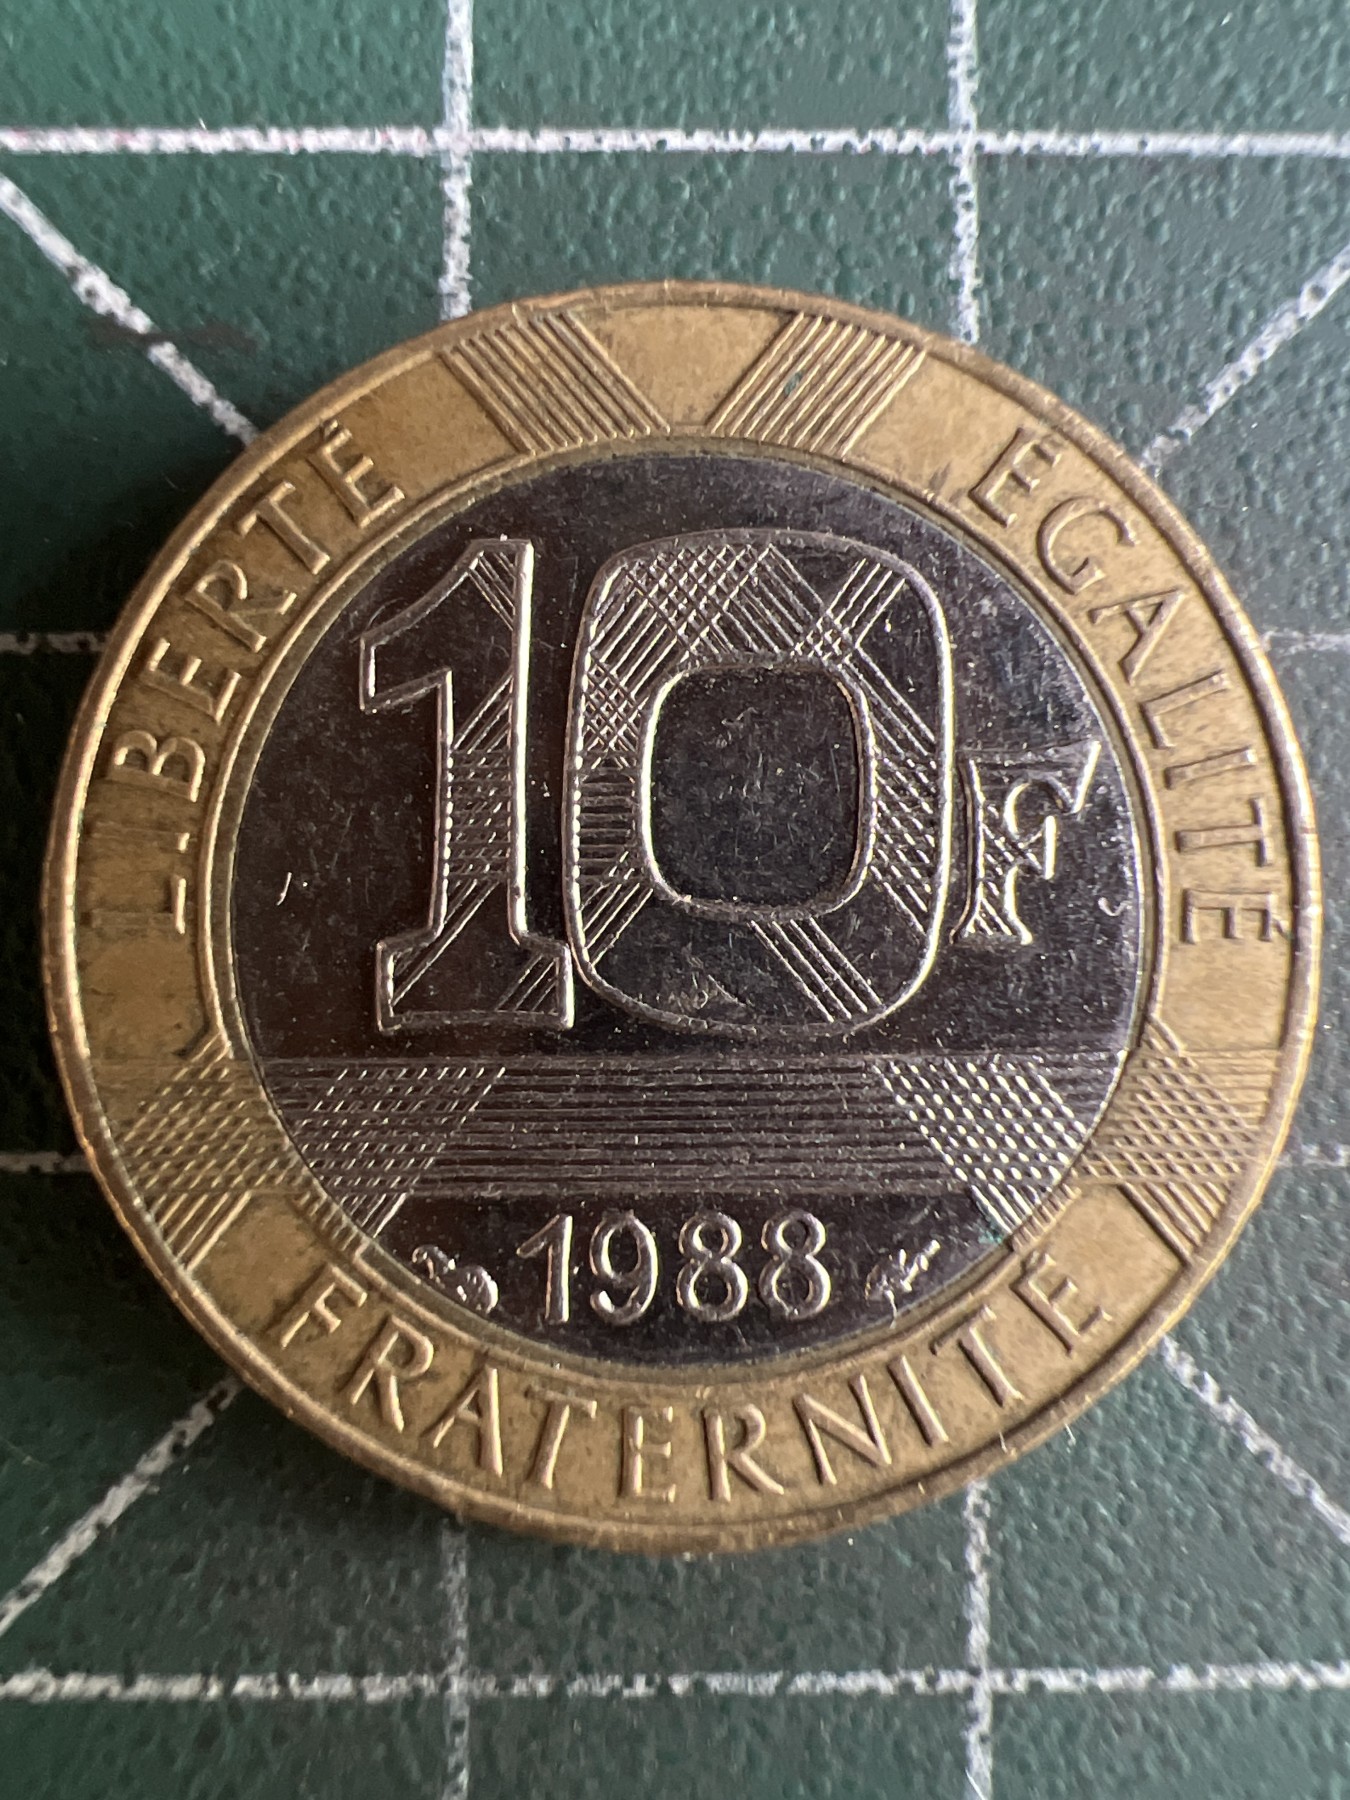 LIBERTÉ
ÉGALITÉ
10F
1988
FRATERNITÉ